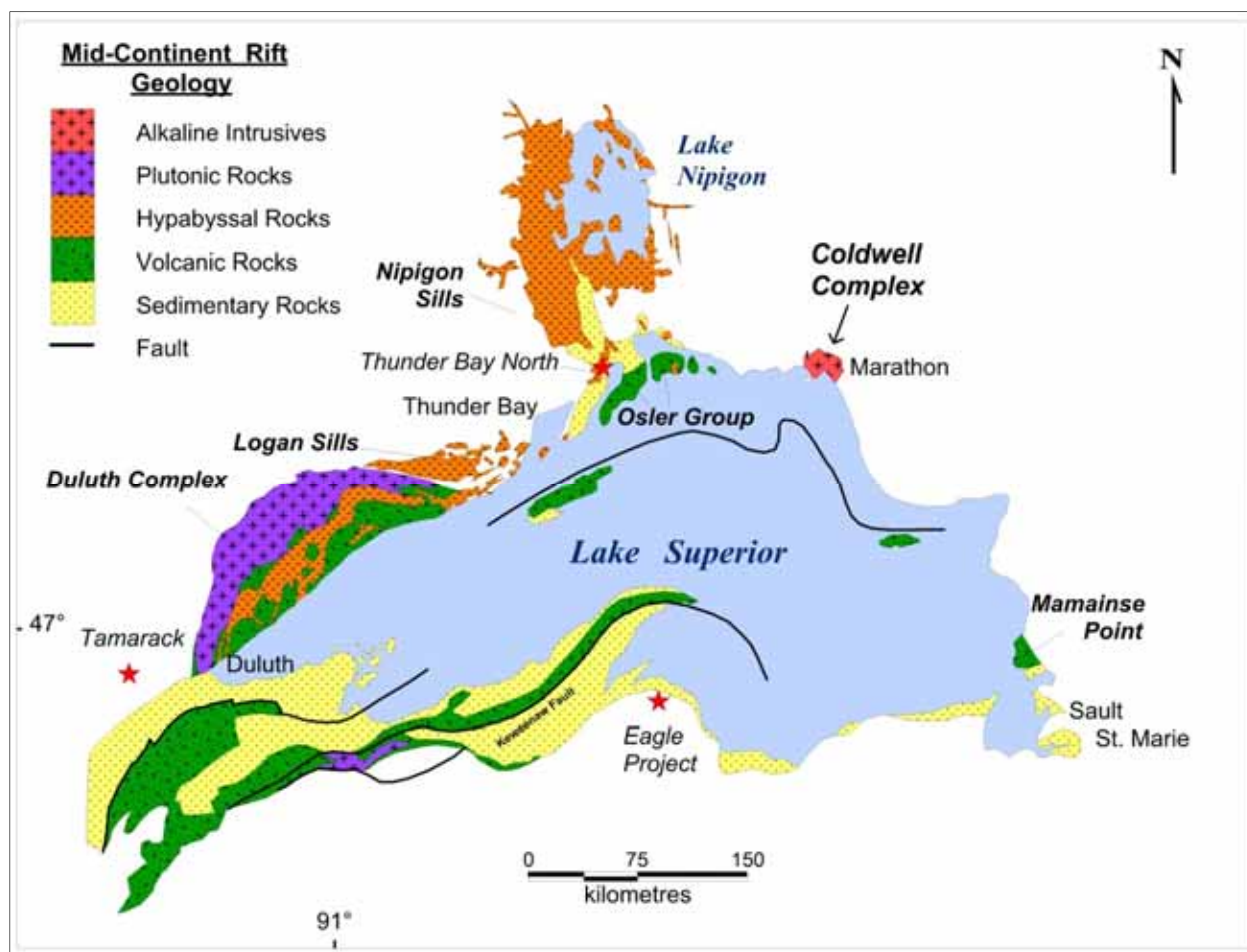 Mid-Continent Rift
Geology
Alkaline Intrusives
Plutonic Rocks
Hypabyssal Rocks
Volcanic Rocks
Sedimentary Rocks
Fault
N
Lake
Nipigon
Coldwell
Complex
Nipigon
Sills
Thunder Bay North
Marathon
Thunder Bay
Osler Group
Logan Sills
Duluth Complex
Lake Superior
47°
Tamarack
Mamainse
Point
Duluth
Keweenaw Fault
Sault
St. Marie
Eagle
Project
0 75 150
kilometres
91°